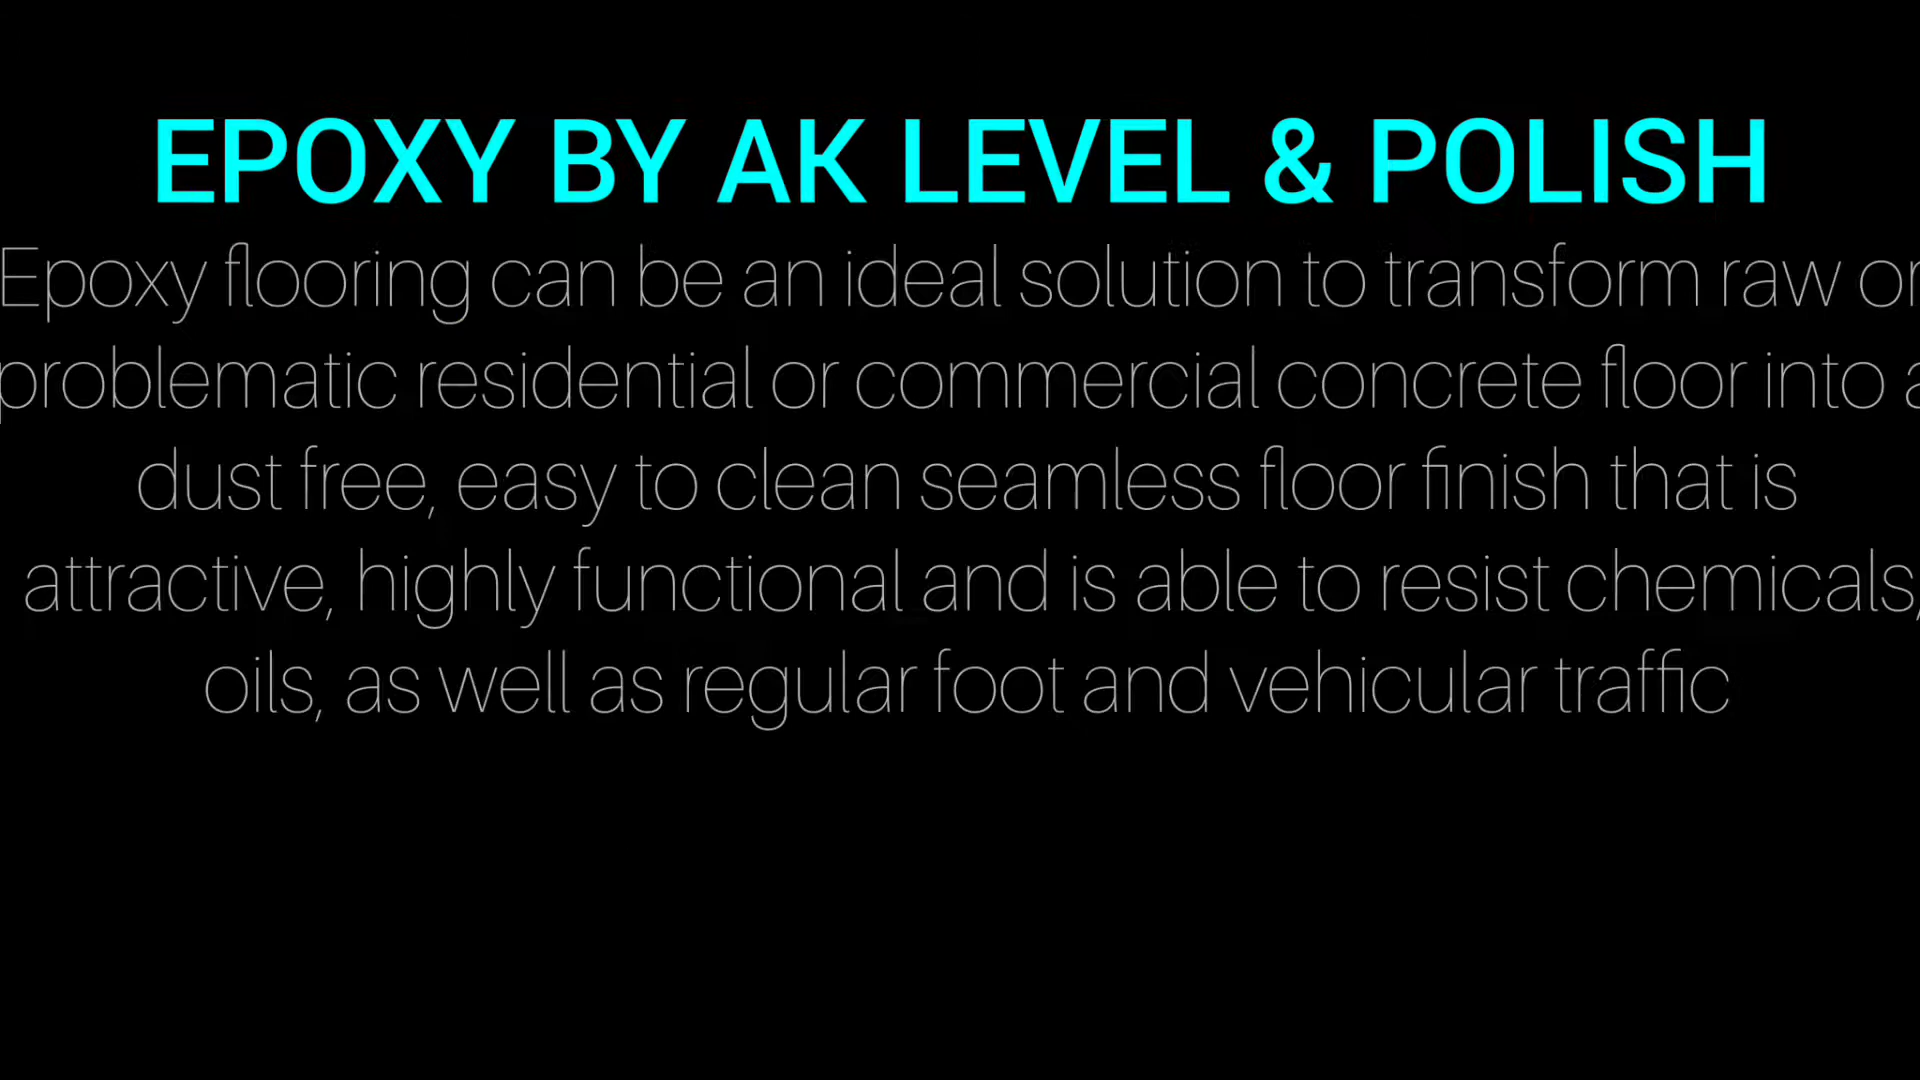 EPOXY BY AK LEVEL & POLISH
Epoxy flooring can be an ideal solution to transform raw or
problematic residential or commercial concrete floor into a
dust free, easy to clean seamless floor finish that is
attractive, highly functional and is able to resist chemicals,
oils, as well as regular foot and vehicular traffic